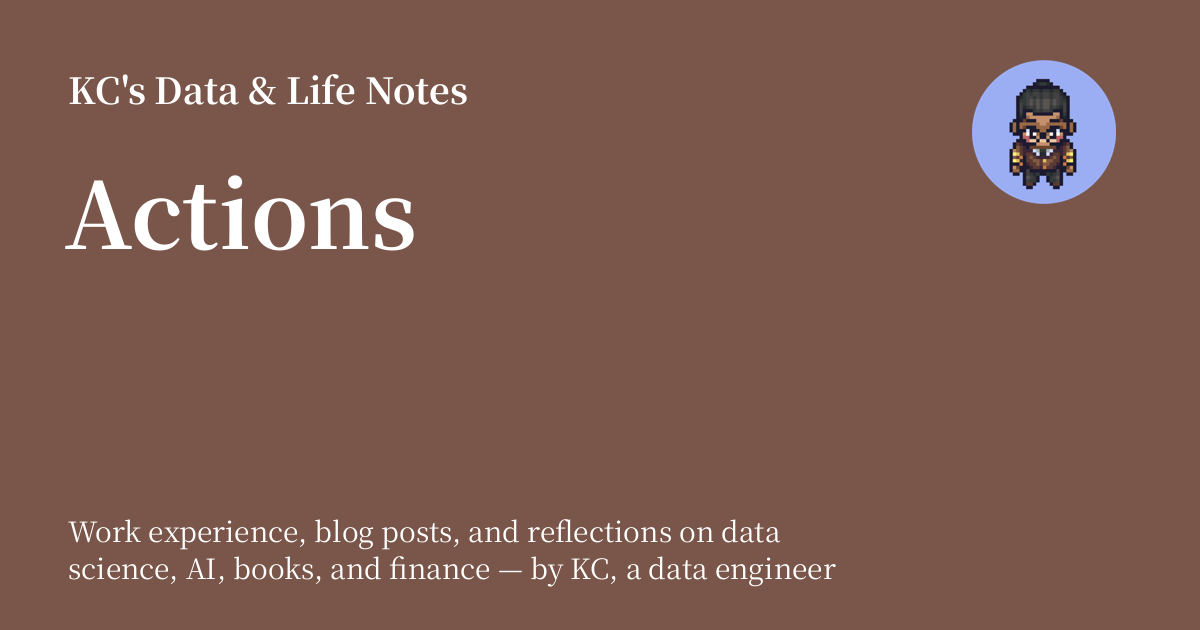 KC's Data & Life Notes
Actions
Work experience, blog posts, and reflections on data
science, AI, books, and finance — by KC, a data engineer